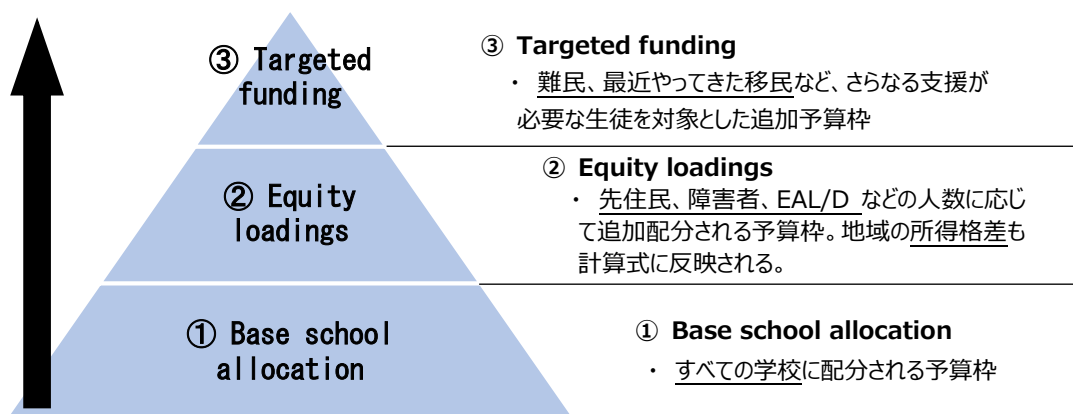 ③ Targeted
funding
③ Targeted funding
・ 難民、最近やってきた移民など、さらなる支援が
必要な生徒を対象とした追加予算枠
② Equity
loadings
② Equity loadings
・ 先住民、障害者、EAL/D などの人数に応じ
て追加配分される予算枠。地域の所得格差も
計算式に反映される。
① Base school
allocation
① Base school allocation
・ すべての学校に配分される予算枠